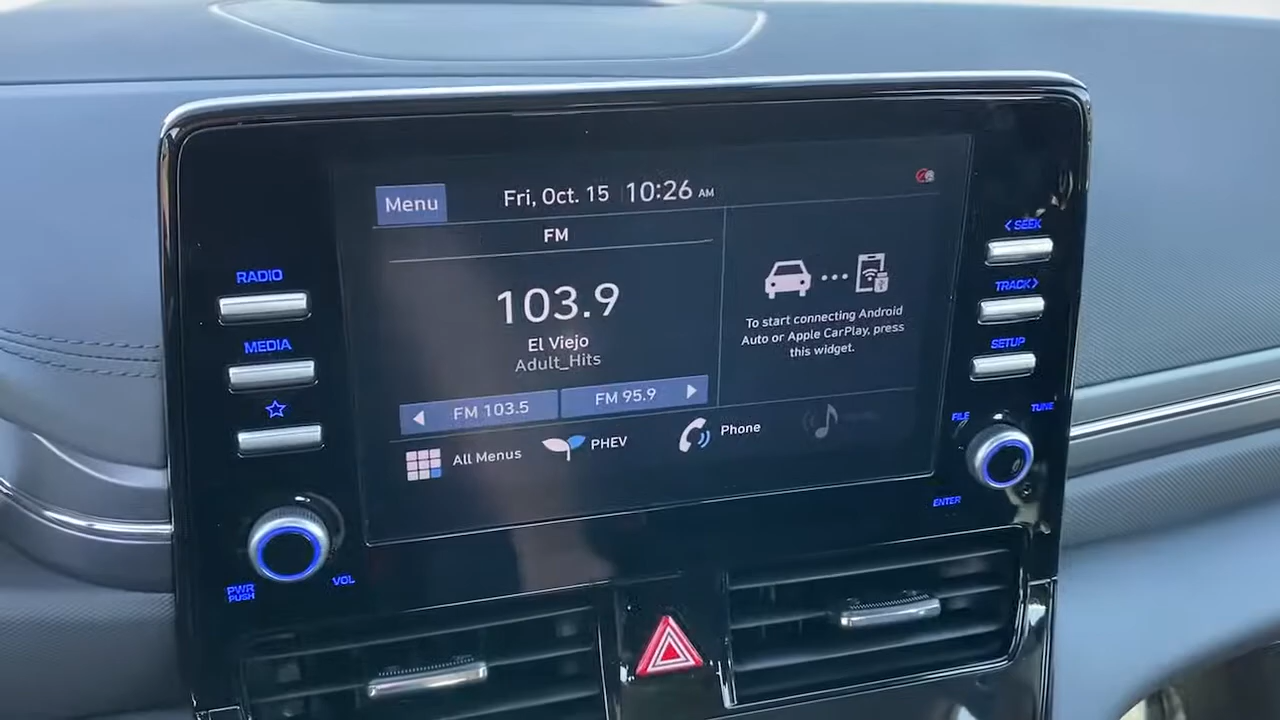 Menu
Fri, Oct. 15 10:26 AM
FM
103.9
El Viejo
Adult_Hits
FM 103.5
FM 95.9
To start connecting Android
Auto or Apple CarPlay, press
this widget.
All Menus
PHEV
Phone
RADIO
MEDIA
PWR
PUSH
VOL
< SEEK
TRACK >
SETUP
FILE
TUNE
ENTER